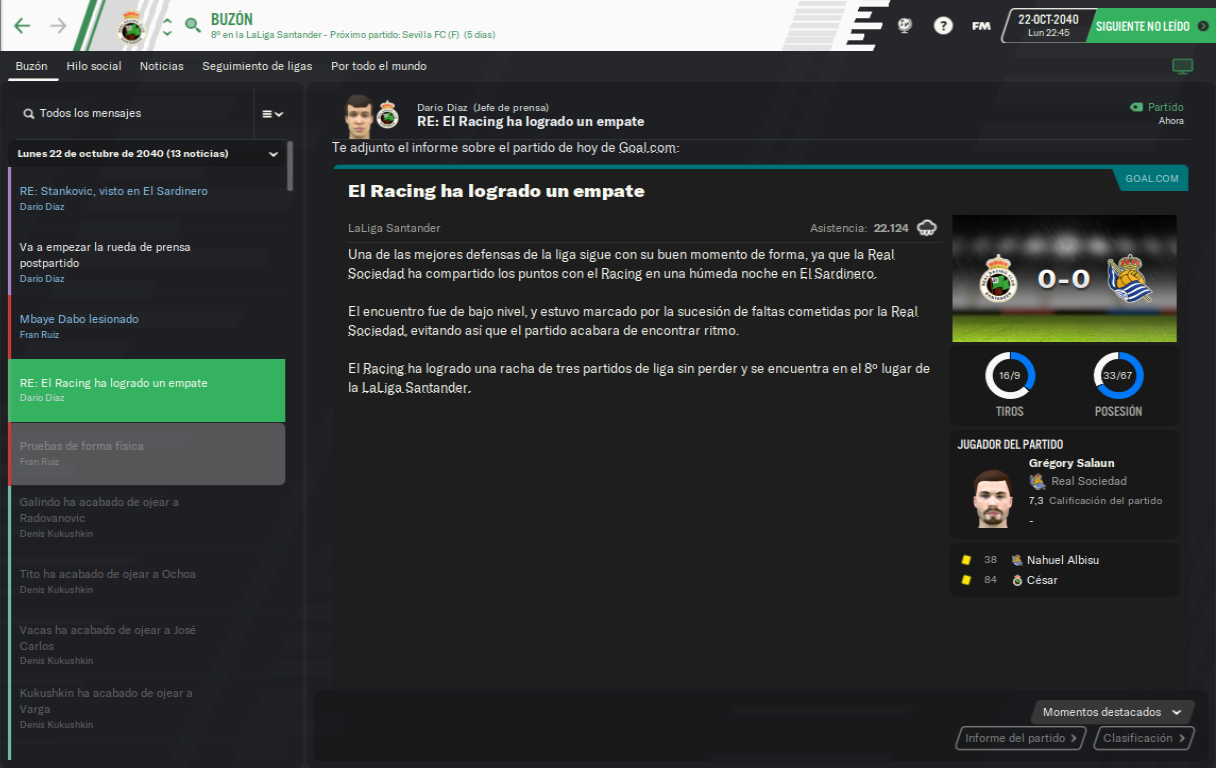 BUZÓN
8º en la LaLiga Santander - Próximo partido: Sevilla FC (F) (5 días)
?
FM
22-OCT-2040
Lun 22:45
SIGUIENTE NO LEÍDO
Buzón
Hilo social
Noticias
Seguimiento de ligas
Por todo el mundo
Todos los mensajes
Lunes 22 de octubre de 2040 (13 noticias)
RE: Stankovic, visto en El Sardinero
Darío Díaz
Va a empezar la rueda de prensa
postpartido
Darío Díaz
Mbaye Dabo lesionado
Fran Ruiz
RE: El Racing ha logrado un empate
Darío Díaz
Pruebas de forma física
Fran Ruiz
Galindo ha acabado de ojear a
Radovanovic
Denis Kukushkin
Tito ha acabado de ojear a Ochoa
Denis Kukushkin
Vacas ha acabado de ojear a José
Carlos
Denis Kukushkin
Kukushkin ha acabado de ojear a
Varga
Denis Kukushkin
Darío Díaz (Jefe de prensa)
RE: El Racing ha logrado un empate
Partido
Ahora
Te adjunto el informe sobre el partido de hoy de Goal.com:
GOAL.COM
El Racing ha logrado un empate
LaLiga Santander
Asistencia: 22.124
Una de las mejores defensas de la liga sigue con su buen momento de forma, ya que la Real
Sociedad ha compartido los puntos con el Racing en una húmeda noche en El Sardinero.
El encuentro fue de bajo nivel, y estuvo marcado por la sucesión de faltas cometidas por la Real
Sociedad, evitando así que el partido acabara de encontrar ritmo.
El Racing ha logrado una racha de tres partidos de liga sin perder y se encuentra en el 8º lugar de
la LaLiga Santander.
0-0
16/9
TIROS
33/67
POSESIÓN
JUGADOR DEL PARTIDO
Grégory Salaun
Real Sociedad
7,3 Calificación del partido
-
38 Nahuel Albisu
84 César
Momentos destacados
Informe del partido
Clasificación